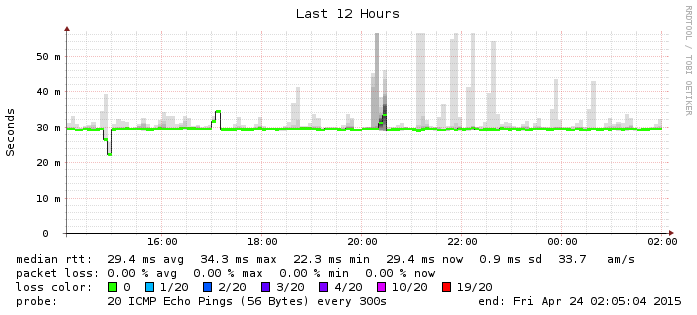 Last 12 Hours
RRDTOOL / TOBI OETIKER
Seconds
50 m
40 m
30 m
20 m
10 m
0
16:00 18:00 20:00 22:00 00:00 02:00
median rtt: 29.4 ms avg 34.3 ms max 22.3 ms min 29.4 ms now 0.9 ms sd 33.7 am/s
packet loss: 0.00 % avg 0.00 % max 0.00 % min 0.00 % now
loss color: 0 1/20 2/20 3/20 4/20 10/20 19/20
probe: 20 ICMP Echo Pings (56 Bytes) every 300s end: Fri Apr 24 02:05:04 2015